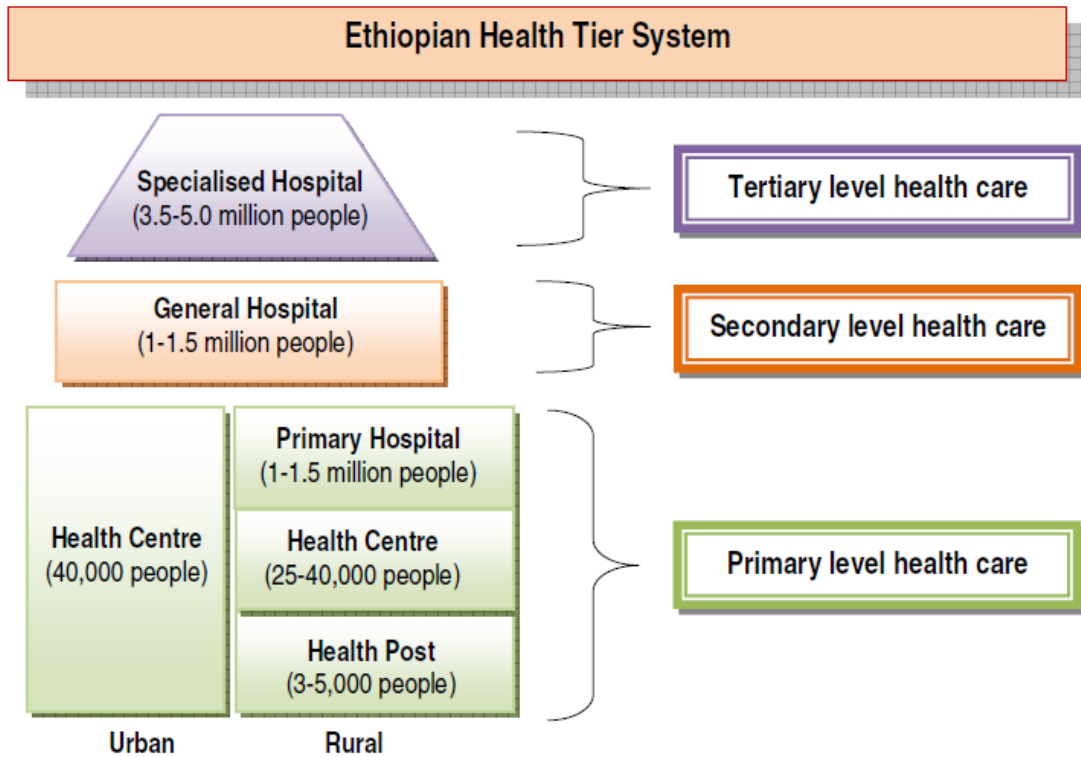 Ethiopian Health Tier System
Specialised Hospital
(3.5-5.0 million people)
Tertiary level health care
General Hospital
(1-1.5 million people)
Secondary level health care
Health Centre
(40,000 people)
Primary Hospital
(1-1.5 million people)
Health Centre
(25-40,000 people)
Health Post
(3-5,000 people)
Primary level health care
Urban
Rural